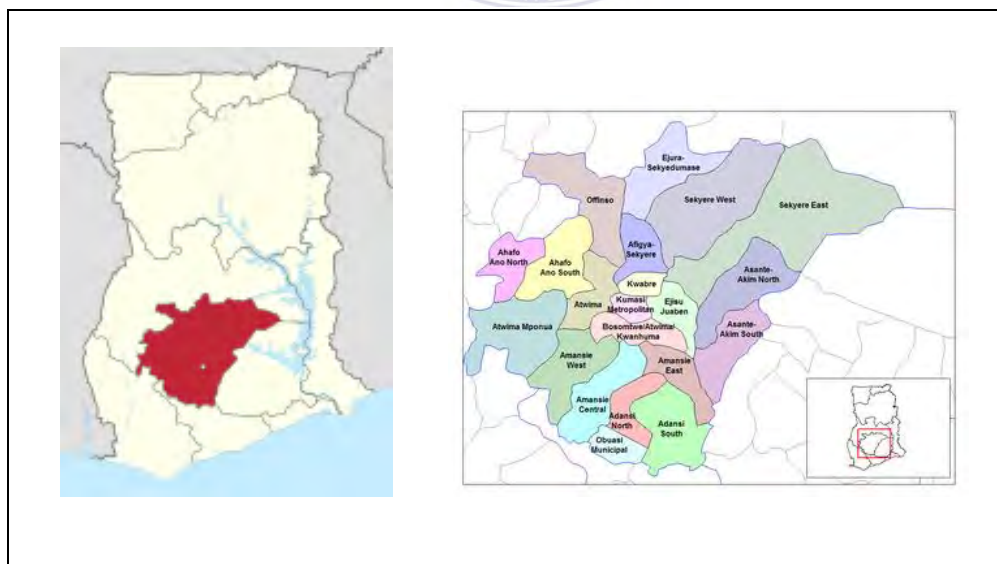 Ejura-
Sekyedumase
Offinso
Sekyere West
Sekyere East
Afigya-
Sekyere
Ahafo
Ano North
Ahafo
Ano South
Asante-
Akim North
Kwabre
Atwima
Kumasi
Metropolitan
Ejisu
Juaben
Atwima Mponua
Bosomtwe/Atwima/
Kwanhuma
Asante-
Akim South
Amansie
West
Amansie
East
Amansie
Central
Adansi
North
Adansi
South
Obuasi
Municipal